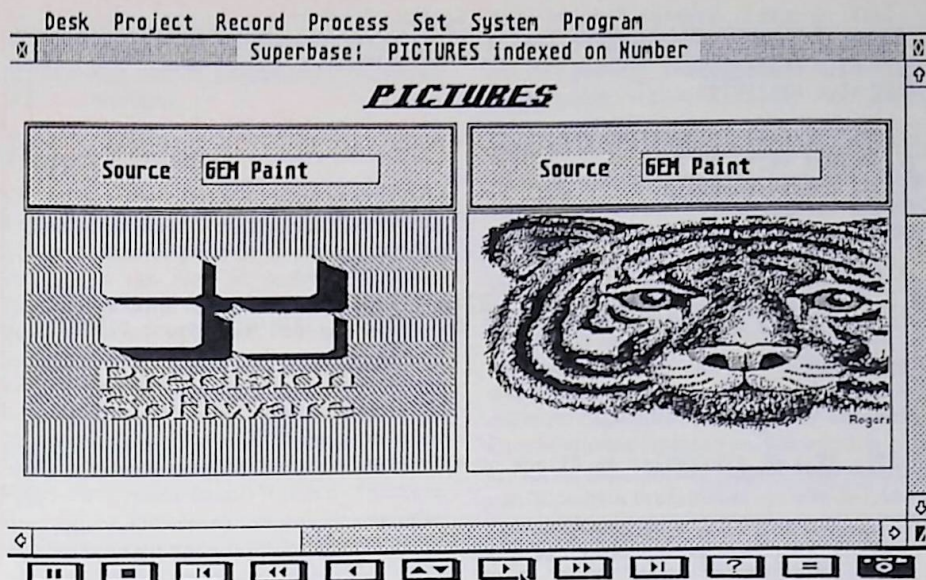 Desk Project Record Process Set System Program
Superbase: PICTURES indexed on Number
PICTURES
Source GEM Paint
Source GEM Paint
Precision
Software
Rogers
?
=